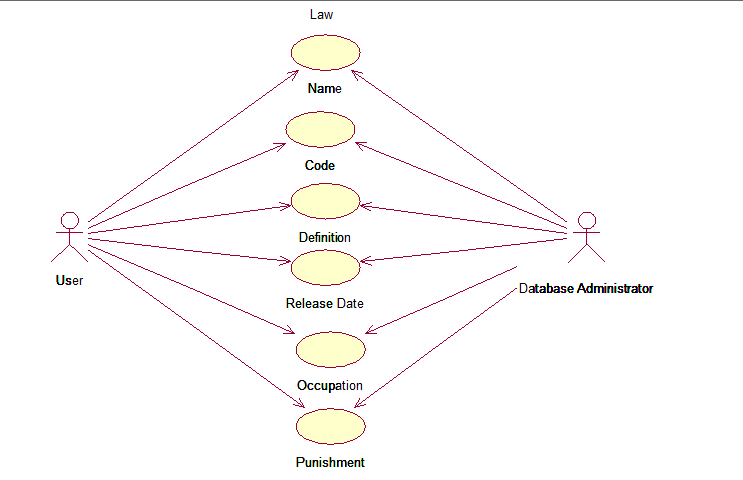 Law
Name
Code
Definition
User
Database Administrator
Release Date
Occupation
Punishment